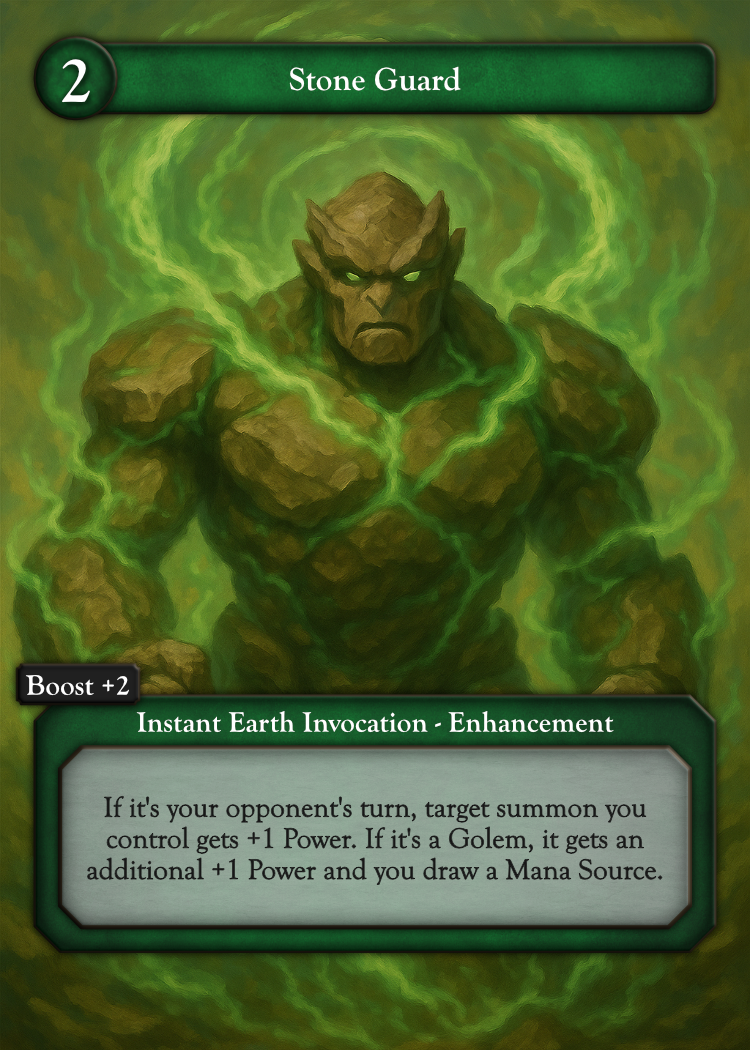 2
Stone Guard
Boost +2
Instant Earth Invocation - Enhancement
If it's your opponent's turn, target summon you
control gets +1 Power. If it's a Golem, it gets an
additional +1 Power and you draw a Mana Source.